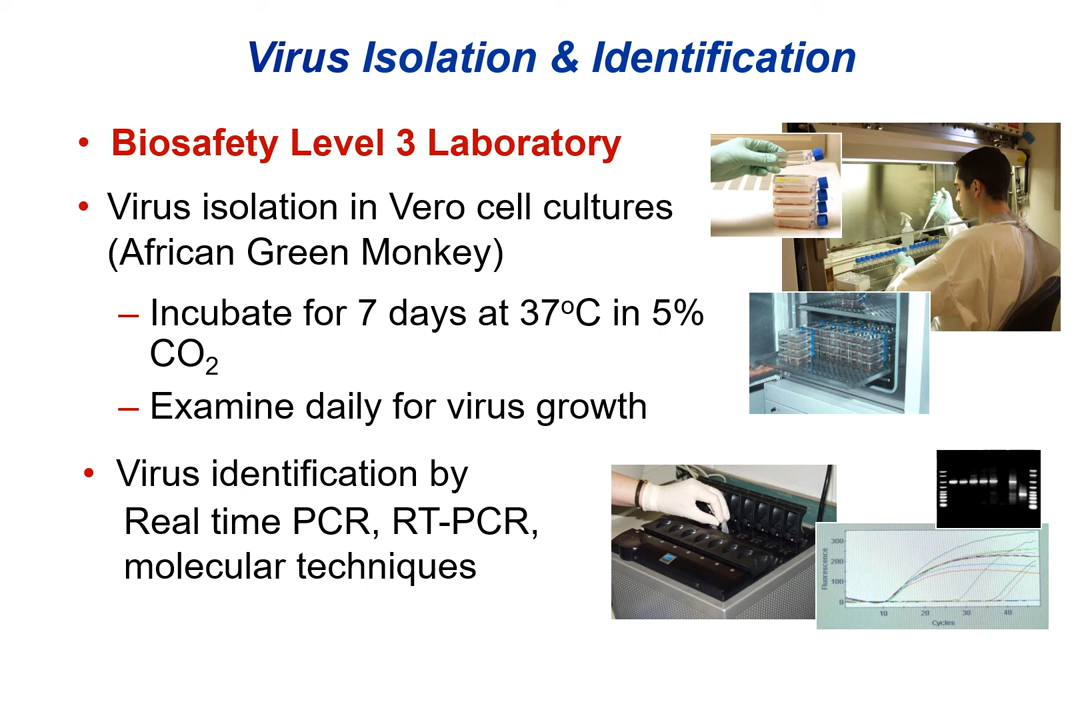 Virus Isolation & Identification
• Biosafety Level 3 Laboratory
• Virus isolation in Vero cell cultures
(African Green Monkey)
– Incubate for 7 days at 37ºC in 5%
CO₂
– Examine daily for virus growth
• Virus identification by
Real time PCR, RT-PCR,
molecular techniques
Fluorescence
300
200
100
0
10 20 30 40
Cycles